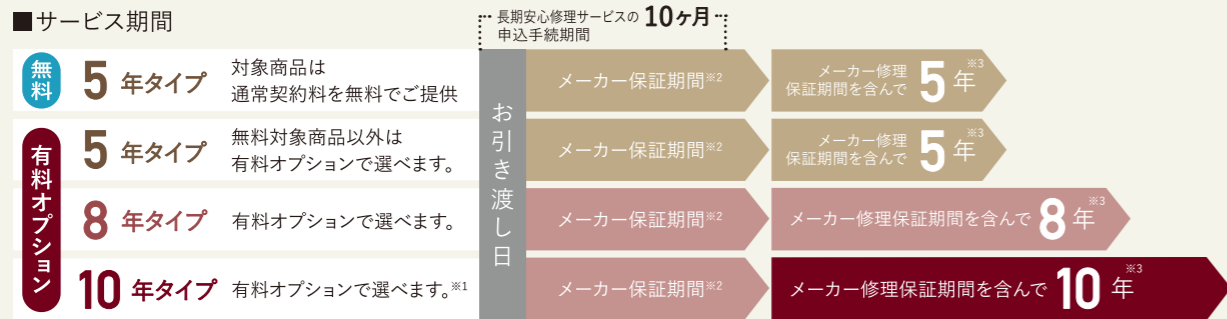 ■サービス期間
長期安心修理サービスの10ヶ月
申込手続期間
無料
5年タイプ
対象商品は
通常契約料を無料でご提供
お引き渡し日
メーカー保証期間※2
メーカー修理
保証期間を含んで5年※3
有料オプション
5年タイプ
無料対象商品以外は
有料オプションで選べます。
メーカー保証期間※2
メーカー修理
保証期間を含んで5年※3
8年タイプ
有料オプションで選べます。
メーカー保証期間※2
メーカー修理保証期間を含んで8年※3
10年タイプ
有料オプションで選べます。※1
メーカー保証期間※2
メーカー修理保証期間を含んで10年※3